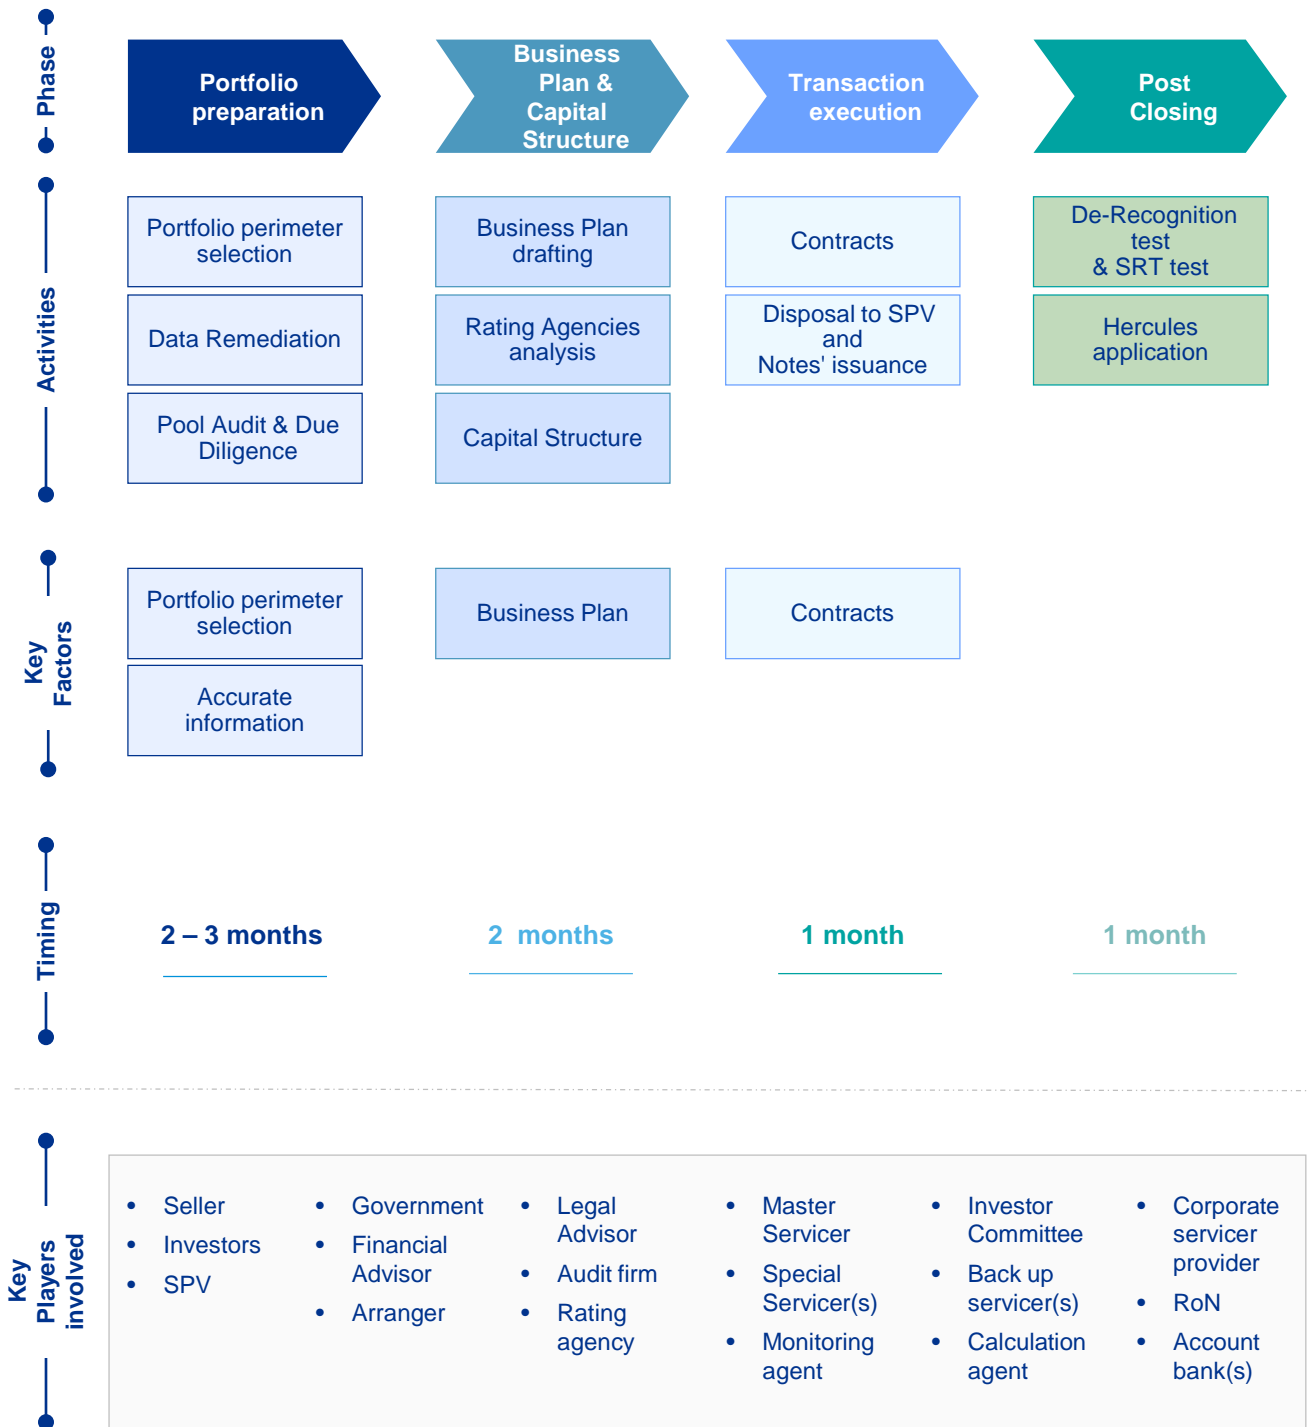 Phase
Portfolio
preparation
Business
Plan &
Capital
Structure
Transaction
execution
Post
Closing
Activities
Portfolio perimeter
selection
Business Plan
drafting
Contracts
De-Recognition
test
& SRT test
Data Remediation
Rating Agencies
analysis
Disposal to SPV
and
Notes' issuance
Hercules
application
Pool Audit & Due
Diligence
Capital Structure
Key
Factors
Portfolio perimeter
selection
Business Plan
Contracts
Accurate
information
Timing
2 – 3 months
2 months
1 month
1 month
Key
Players
involved
• Seller
• Investors
• SPV
• Government
• Financial
Advisor
• Arranger
• Legal
Advisor
• Audit firm
• Rating
agency
• Master
Servicer
• Special
Servicer(s)
• Monitoring
agent
• Investor
Committee
• Back up
servicer(s)
• Calculation
agent
• Corporate
servicer
provider
• RoN
• Account
bank(s)